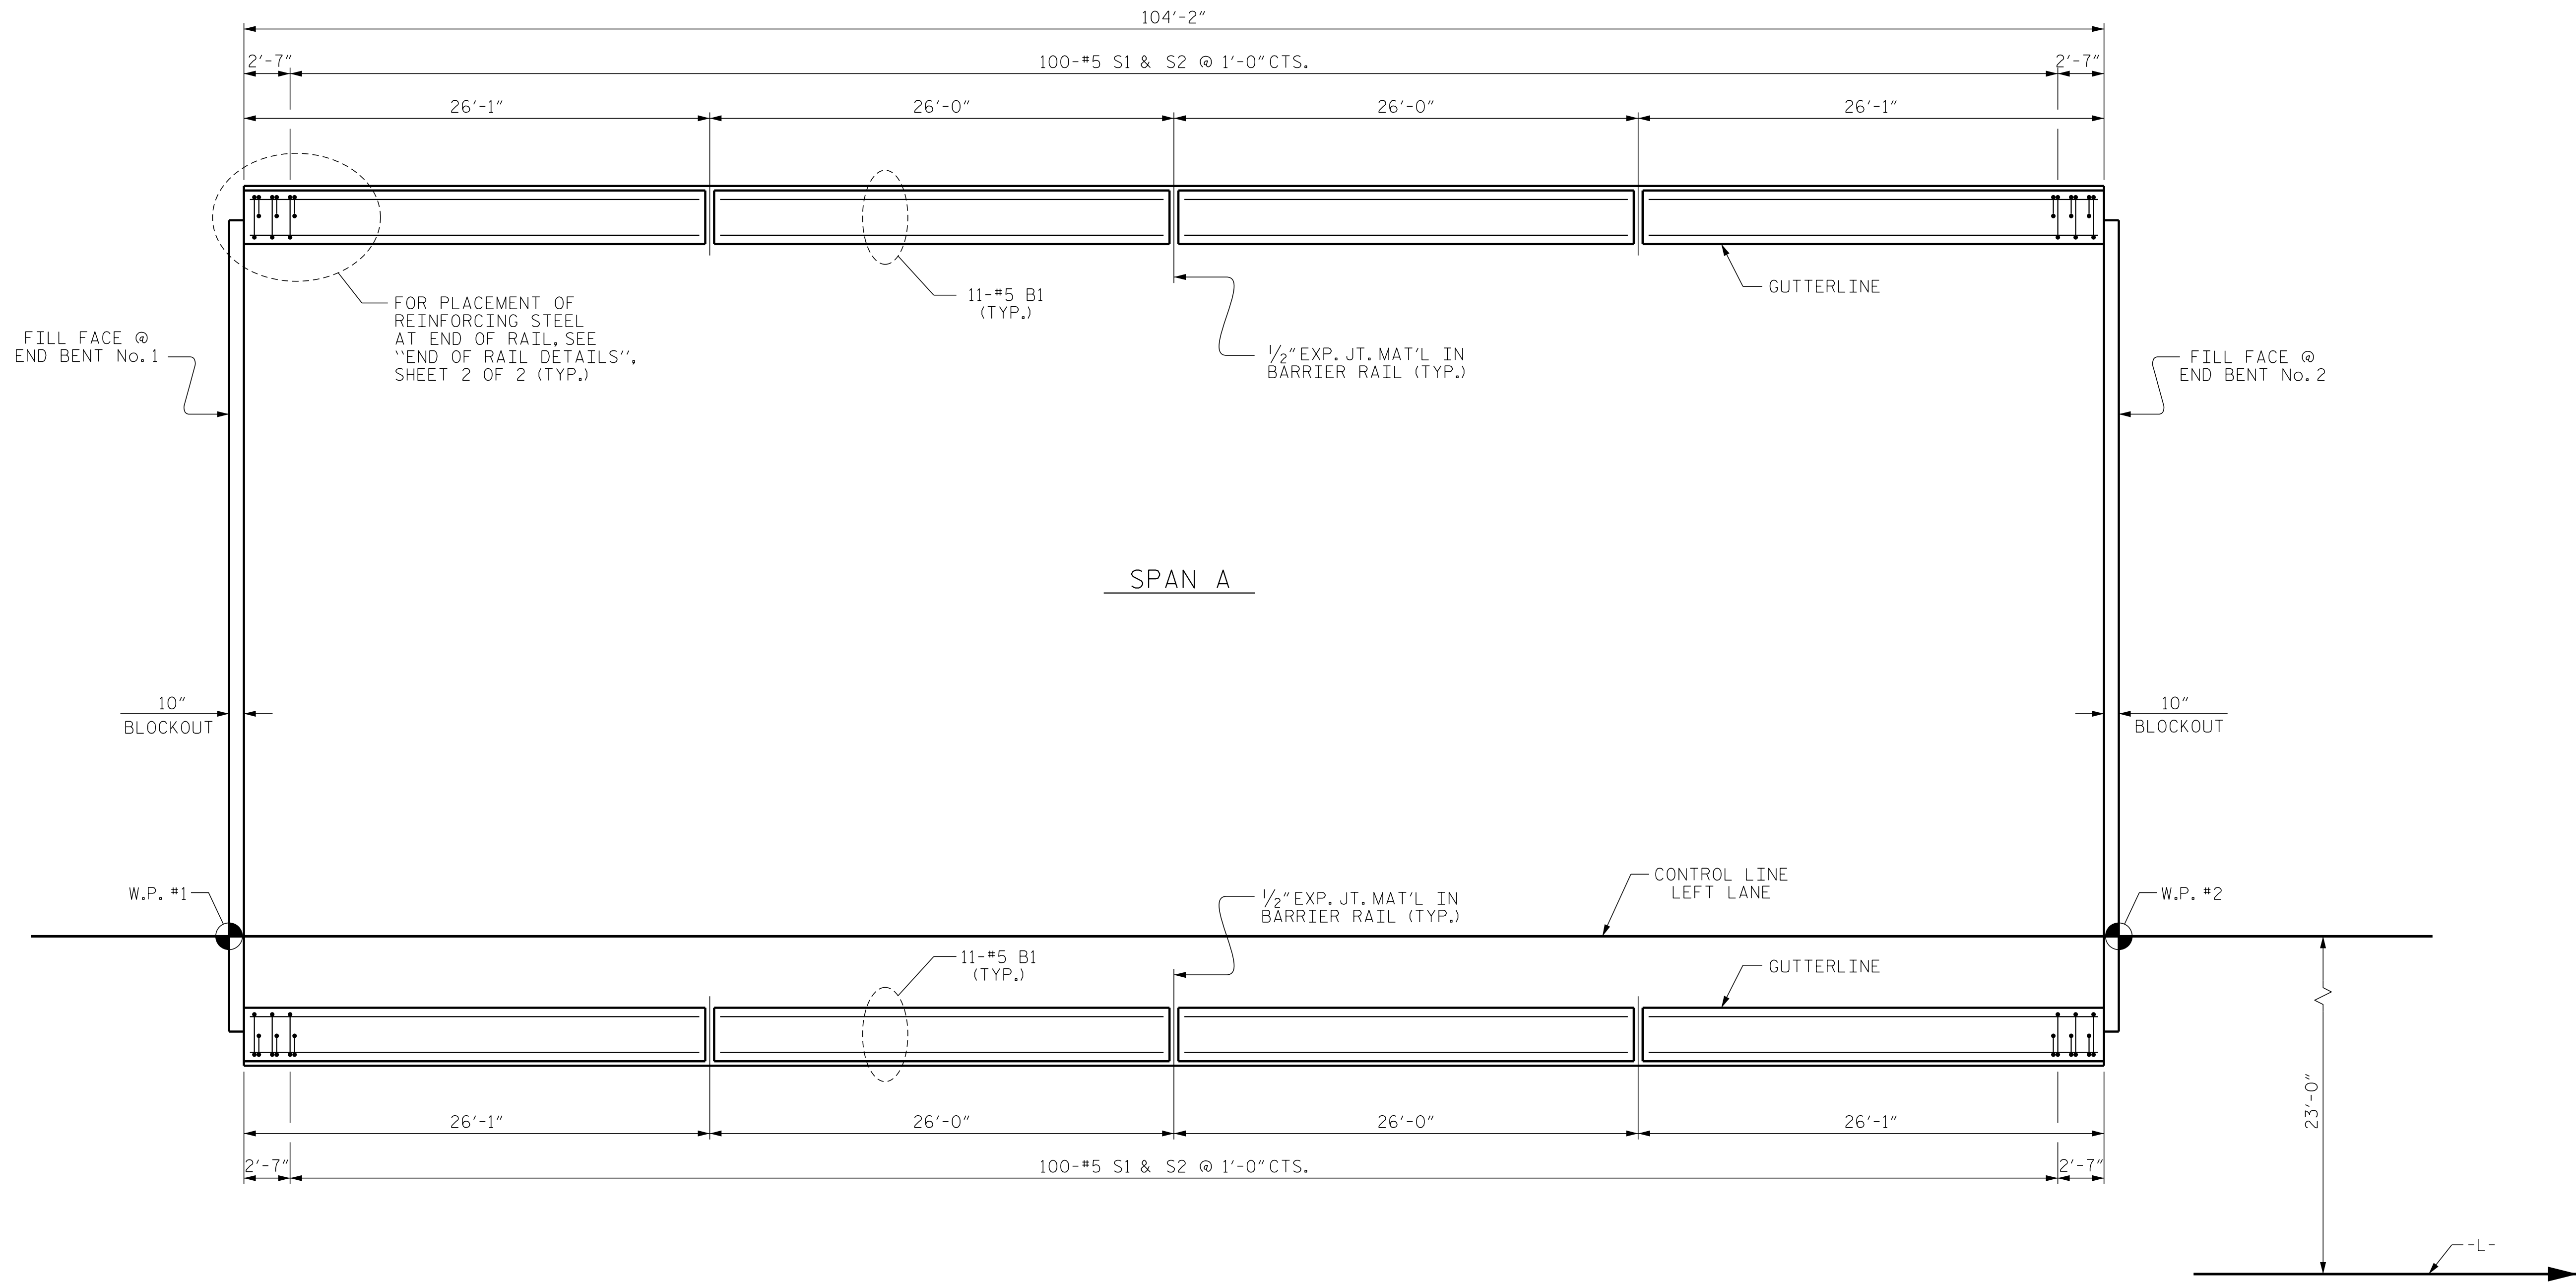 104'-2"
2'-7"
100-#5 S1 & S2 @ 1'-0" CTS.
2'-7"
26'-1"
26'-0"
26'-0"
26'-1"
FOR PLACEMENT OF
REINFORCING STEEL
AT END OF RAIL, SEE
``END OF RAIL DETAILS'',
SHEET 2 OF 2 (TYP.)
11-#5 B1
(TYP.)
GUTTERLINE
FILL FACE @
END BENT No. 1
½" EXP. JT. MAT'L IN
BARRIER RAIL (TYP.)
FILL FACE @
END BENT No. 2
SPAN A
10"
BLOCKOUT
10"
BLOCKOUT
W.P. #1
½" EXP. JT. MAT'L IN
BARRIER RAIL (TYP.)
CONTROL LINE
LEFT LANE
W.P. #2
11-#5 B1
(TYP.)
GUTTERLINE
26'-1"
26'-0"
26'-0"
26'-1"
23'-0"
2'-7"
100-#5 S1 & S2 @ 1'-0" CTS.
2'-7"
-L-